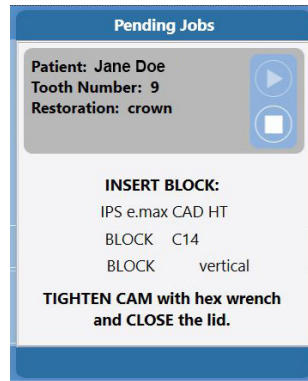 Pending Jobs
Patient: Jane Doe
Tooth Number: 9
Restoration: crown
INSERT BLOCK:
IPS e.max CAD HT
BLOCK C14
BLOCK vertical
TIGHTEN CAM with hex wrench
and CLOSE the lid.